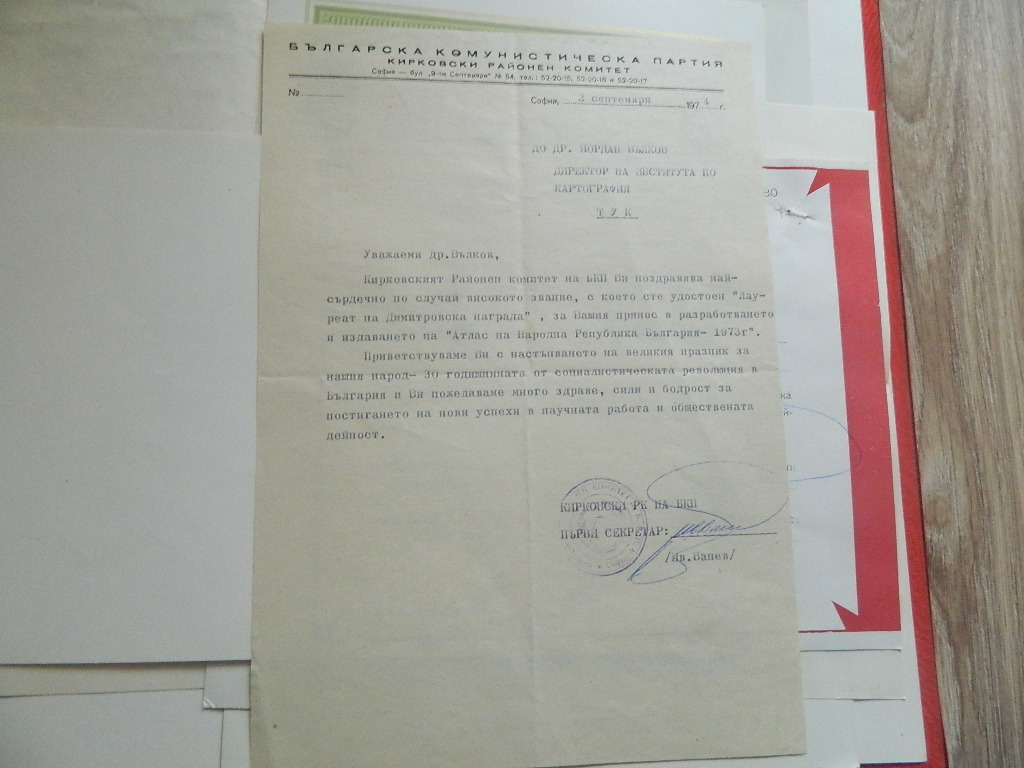 БЪЛГАРСКА КОМУНИСТИЧЕСКА ПАРТИЯ
КИРКОВСКИ РАЙОНЕН КОМИТЕТ
София — бул „9-ти Септември" № 54, тел.: 52-20-15, 52-20-16 и 52-20-17
№
София, 2 септември 1974 г.
ДО ДР. ЙОРДАН ВЪЛКОВ
ДИРЕКТОР НА ИНСТИТУТА ПО
КАРТОГРАФИЯ
ТУК
Уважаеми др.Вълков,
Кирковският Районен комитет на БКП Ви поздравява най-
сърдечно по случай високото звание, с което сте удостоен "Лау-
реат на Димитровска награда" , за Вашия принос в разработването
и издаването на "Атлас на Народна Република България- 1973г".
Приветствуваме Ви с настъпването на великия празник за
нашия народ- 30 годишнината от социалистическата революция в
България и Ви пожелаваме много здраве, сили и бодрост за
постигането на нови успехи в научната работа и обществената
дейност.
КИРКОВСКИ РК НА БКП
ПЪРВИ СЕКРЕТАР:
/Ив.Ванев/